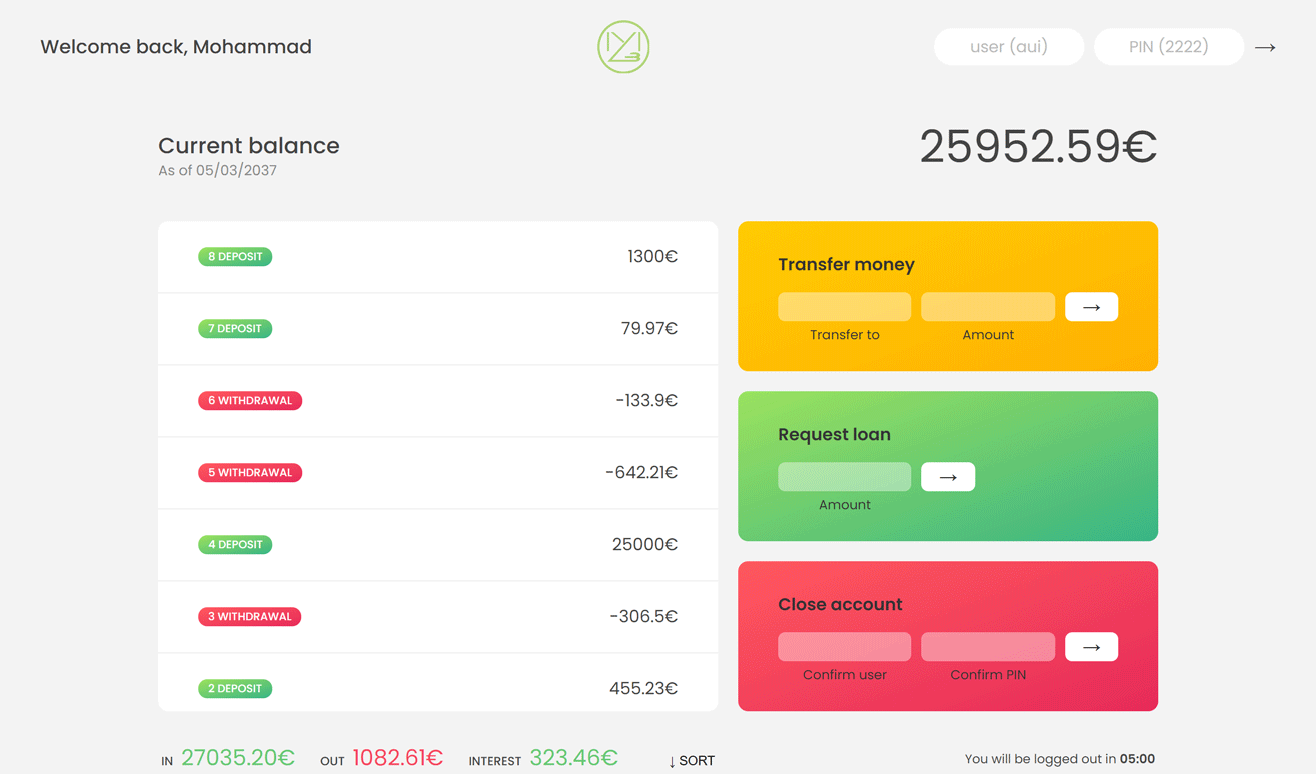 Welcome back, Mohammad
user (aui)
PIN (2222)
→
Current balance
As of 05/03/2037
25952.59€
8 DEPOSIT 1300€
7 DEPOSIT 79.97€
6 WITHDRAWAL -133.9€
5 WITHDRAWAL -642.21€
4 DEPOSIT 25000€
3 WITHDRAWAL -306.5€
2 DEPOSIT 455.23€
Transfer money
→
Transfer to Amount
Request loan
→
Amount
Close account
→
Confirm user Confirm PIN
IN 27035.20€ OUT 1082.61€ INTEREST 323.46€ ↓ SORT
You will be logged out in 05:00